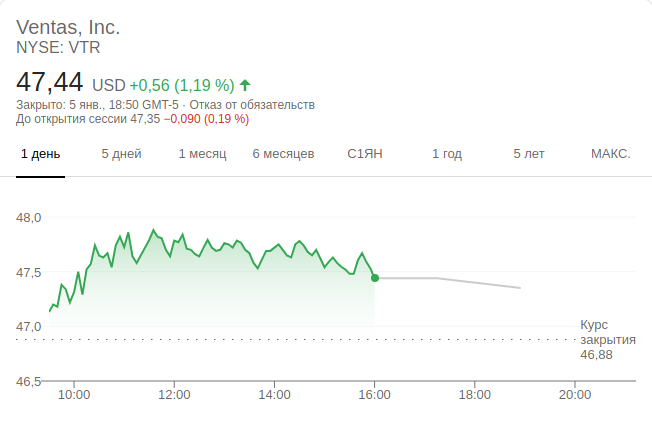 Ventas, Inc.
NYSE: VTR
47,44 USD +0,56 (1,19 %)
Закрыто: 5 янв., 18:50 GMT-5 · Отказ от обязательств
До открытия сессии 47,35 −0,090 (0,19 %)
1 день 5 дней 1 месяц 6 месяцев С1ЯН 1 год 5 лет МАКС.
48,0
47,5
47,0
Курс
закрытия
46,88
46,5
10:00 12:00 14:00 16:00 18:00 20:00